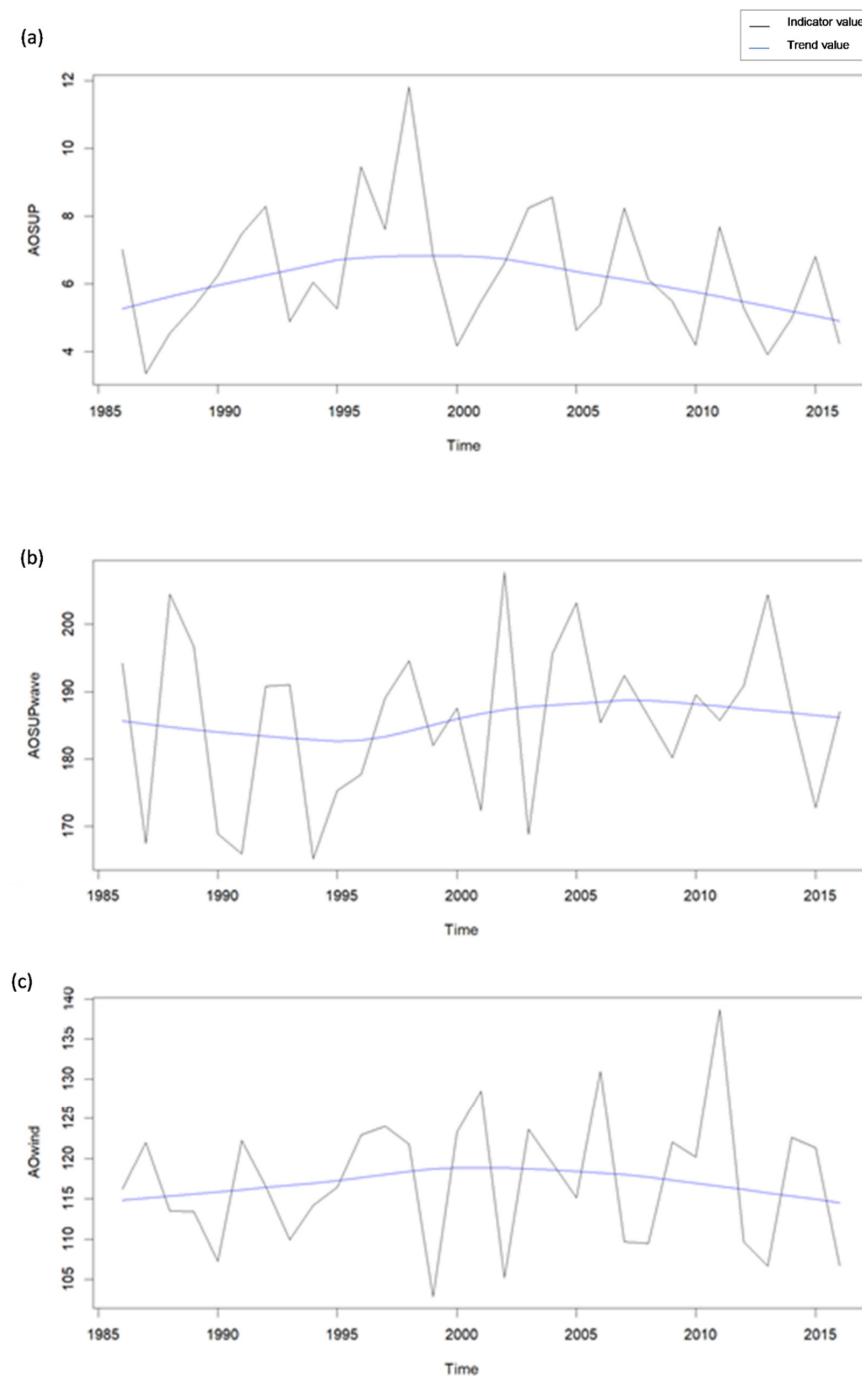 (a)
Indicator value
Trend value
12
10
8
6
4
AOSUP
1985 1990 1995 2000 2005 2010 2015
Time
(b)
200
190
180
170
AOSUPwave
1985 1990 1995 2000 2005 2010 2015
Time
(c)
140
135
130
125
120
115
110
105
AOwind
1985 1990 1995 2000 2005 2010 2015
Time